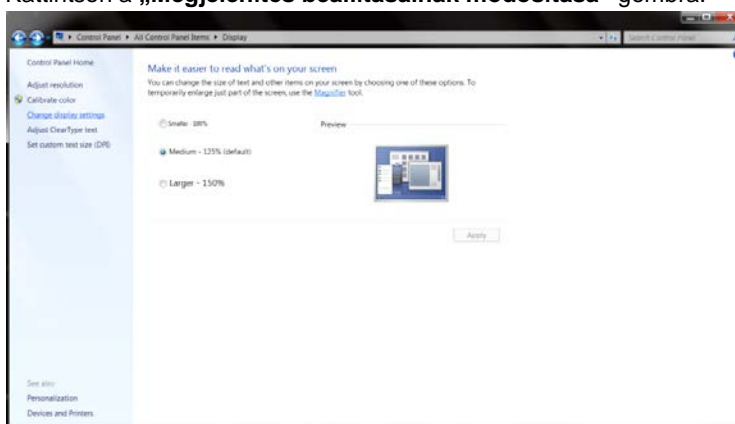 Kattintson a „Megjelenítés beállításainak módosítása” gombra.
Control Panel ▸ All Control Panel Items ▸ Display
Search Control Panel
Control Panel Home
Adjust resolution
Calibrate color
Change display settings
Adjust ClearType text
Set custom text size (DPI)
Make it easier to read what's on your screen
You can change the size of text and other items on your screen by choosing one of these options. To
temporarily enlarge just part of the screen, use the Magnifier tool.
Smaller - 100%
Preview
Medium - 125% (default)
Larger - 150%
Apply
See also
Personalization
Devices and Printers